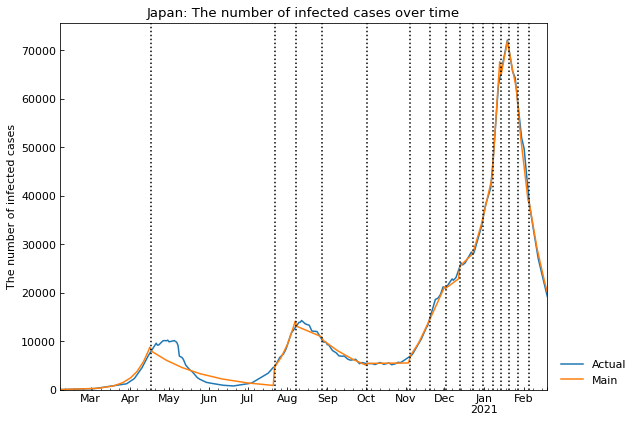 Japan: The number of infected cases over time
The number of infected cases
70000
60000
50000
40000
30000
20000
10000
0
Mar Apr May Jun Jul Aug Sep Oct Nov Dec Jan Feb
2021
Actual
Main